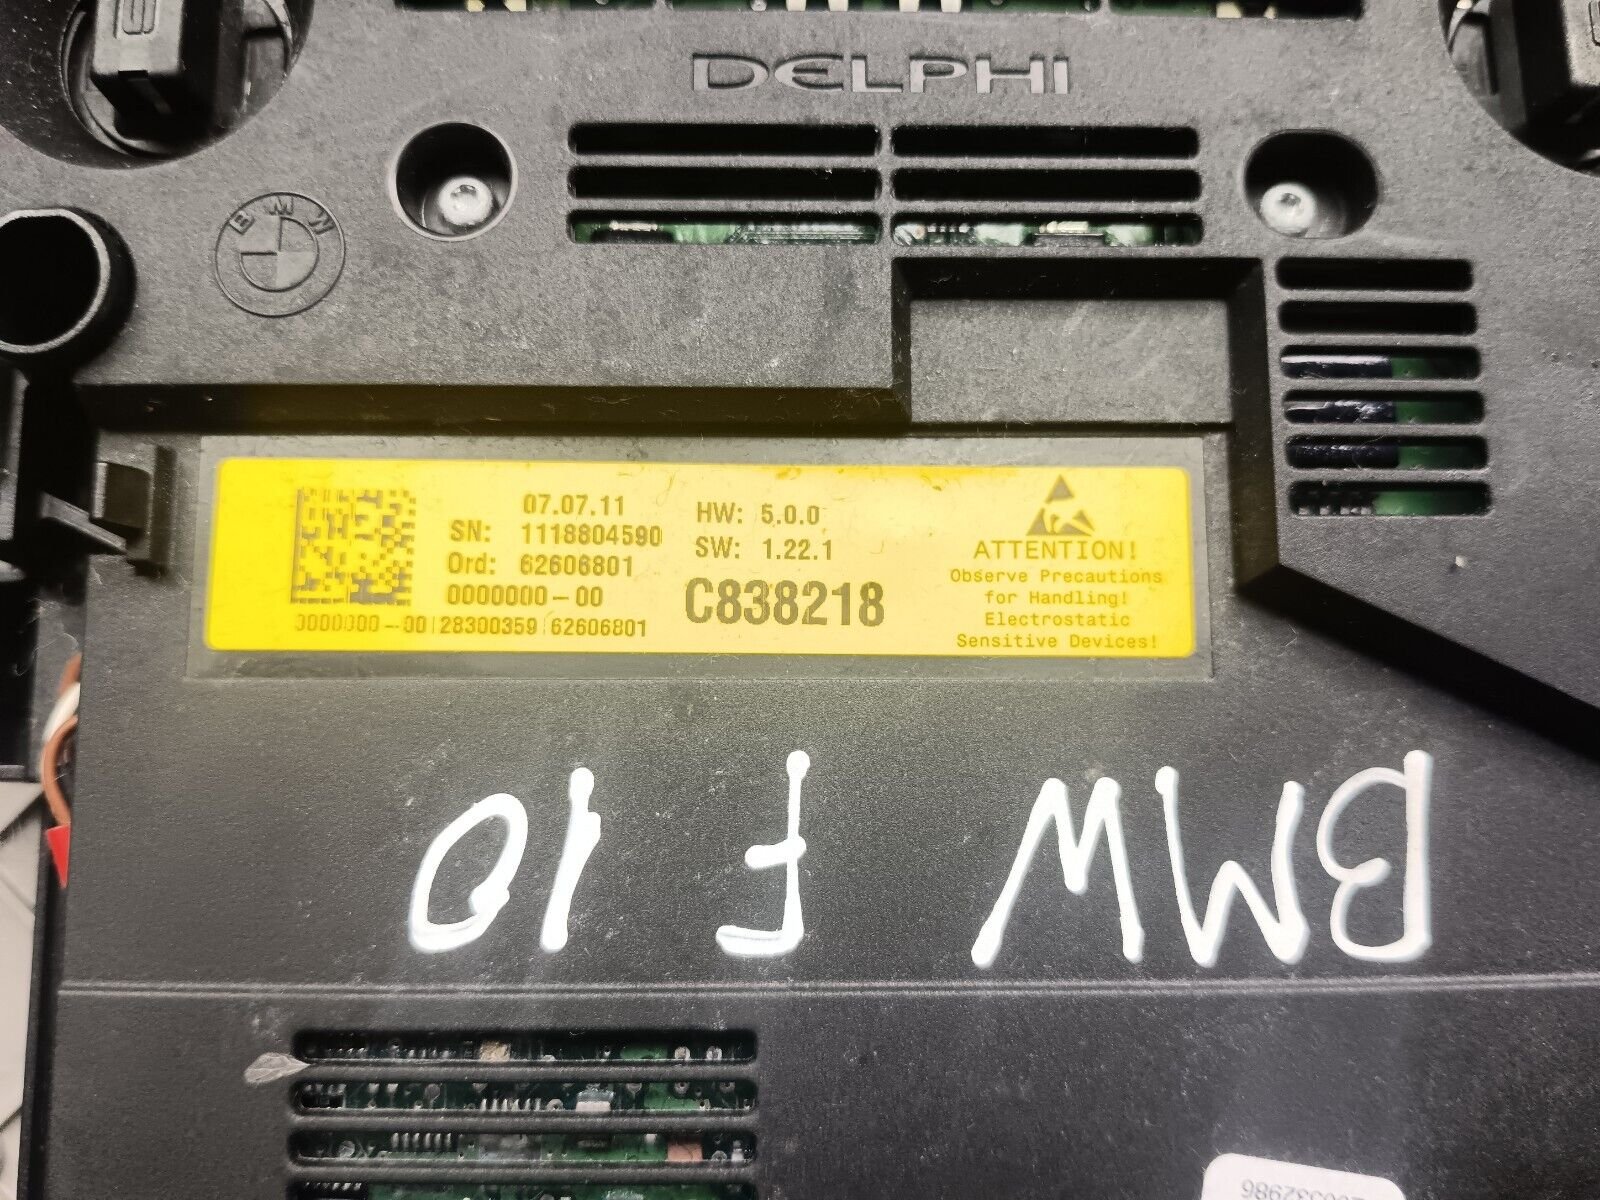 DELPHI
BMW
07.07.11
SN: 1118804590
Ord: 62606801
0000000-00
0000000-00 28300359 62606801
HW: 5.0.0
SW: 1.22.1
C838218
ATTENTION!
Observe Precautions
for Handling!
Electrostatic
Sensitive Devices!
BMW F 10